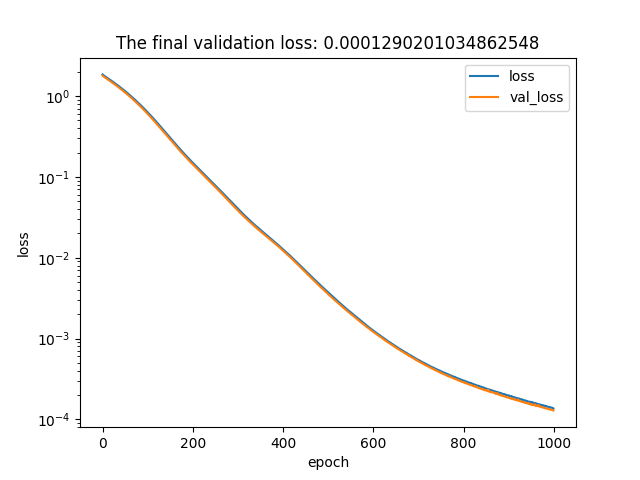 The final validation loss: 0.0001290201034862548
loss
val_loss
10⁰
10⁻¹
10⁻²
10⁻³
10⁻⁴
loss
0 200 400 600 800 1000
epoch